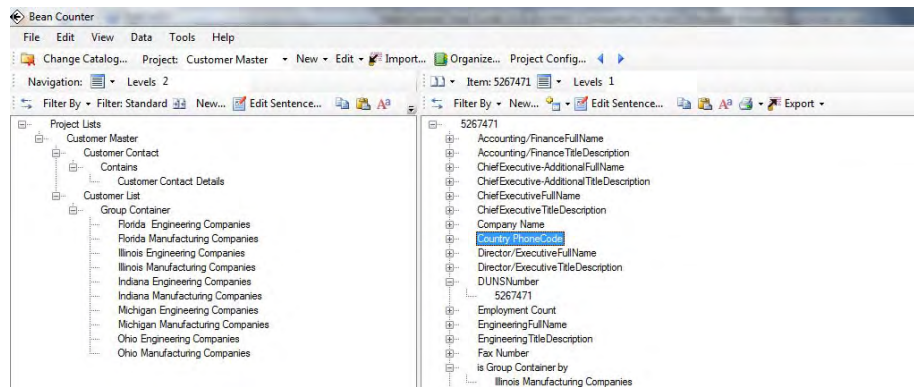 Bean Counter
File Edit View Data Tools Help
Change Catalog... Project: Customer Master New Edit Import... Organize... Project Config...
Navigation: Levels 2
Filter By Filter: Standard New... Edit Sentence...
Project Lists
Customer Master
Customer Contact
Contains
Customer Contact Details
Customer List
Group Container
Florida Engineering Companies
Florida Manufacturing Companies
Illinois Engineering Companies
Illinois Manufacturing Companies
Indiana Engineering Companies
Indiana Manufacturing Companies
Michigan Engineering Companies
Michigan Manufacturing Companies
Ohio Engineering Companies
Ohio Manufacturing Companies
Item: 5267471 Levels 1
Filter By New... Edit Sentence... Export
5267471
Accounting/FinanceFullName
Accounting/FinanceTitleDescription
ChiefExecutive-AdditionalFullName
ChiefExecutive-AdditionalTitleDescription
ChiefExecutiveFullName
ChiefExecutiveTitleDescription
Company Name
Country PhoneCode
Director/ExecutiveFullName
Director/ExecutiveTitleDescription
DUNSNumber
5267471
Employment Count
EngineeringFullName
EngineeringTitleDescription
Fax Number
is Group Container by
Illinois Manufacturing Companies